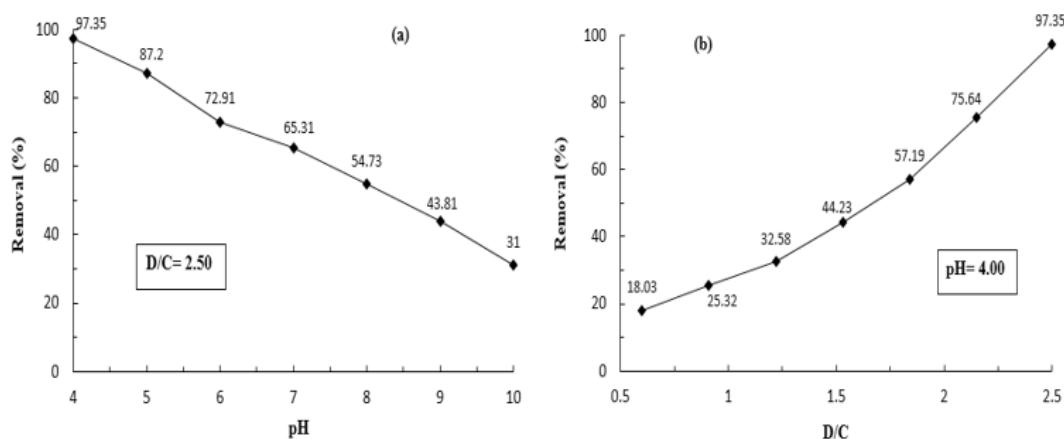 (a)
97.35
87.2
72.91
65.31
54.73
43.81
31
100
80
60
40
20
0
Removal (%)
D/C= 2.50
4 5 6 7 8 9 10
pH
(b)
97.35
75.64
57.19
44.23
32.58
25.32
18.03
100
80
60
40
20
0
Removal (%)
pH= 4.00
0.5 1 1.5 2 2.5
D/C